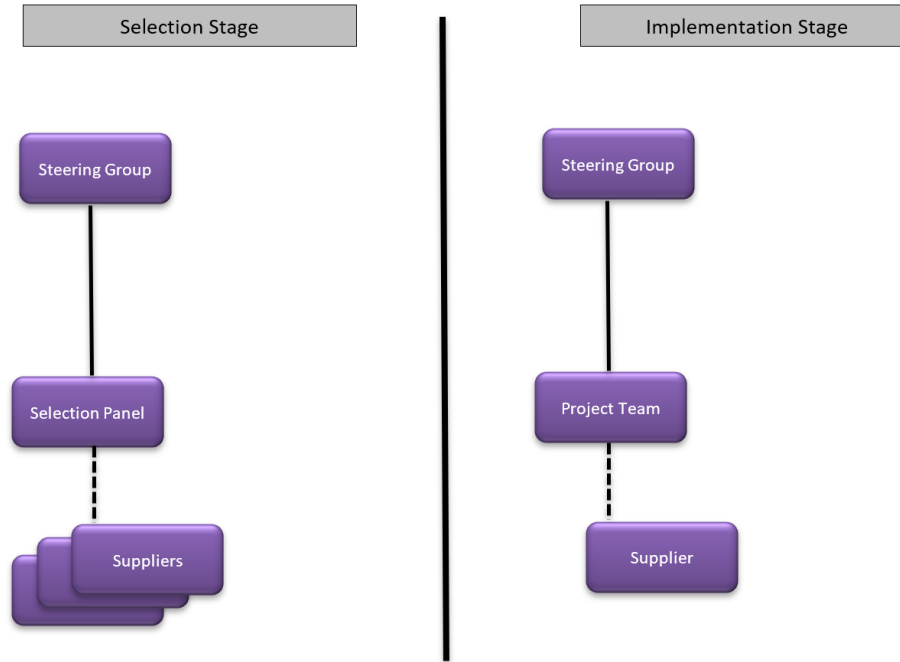 Selection Stage
Implementation Stage
Steering Group
Steering Group
Selection Panel
Project Team
Suppliers
Supplier